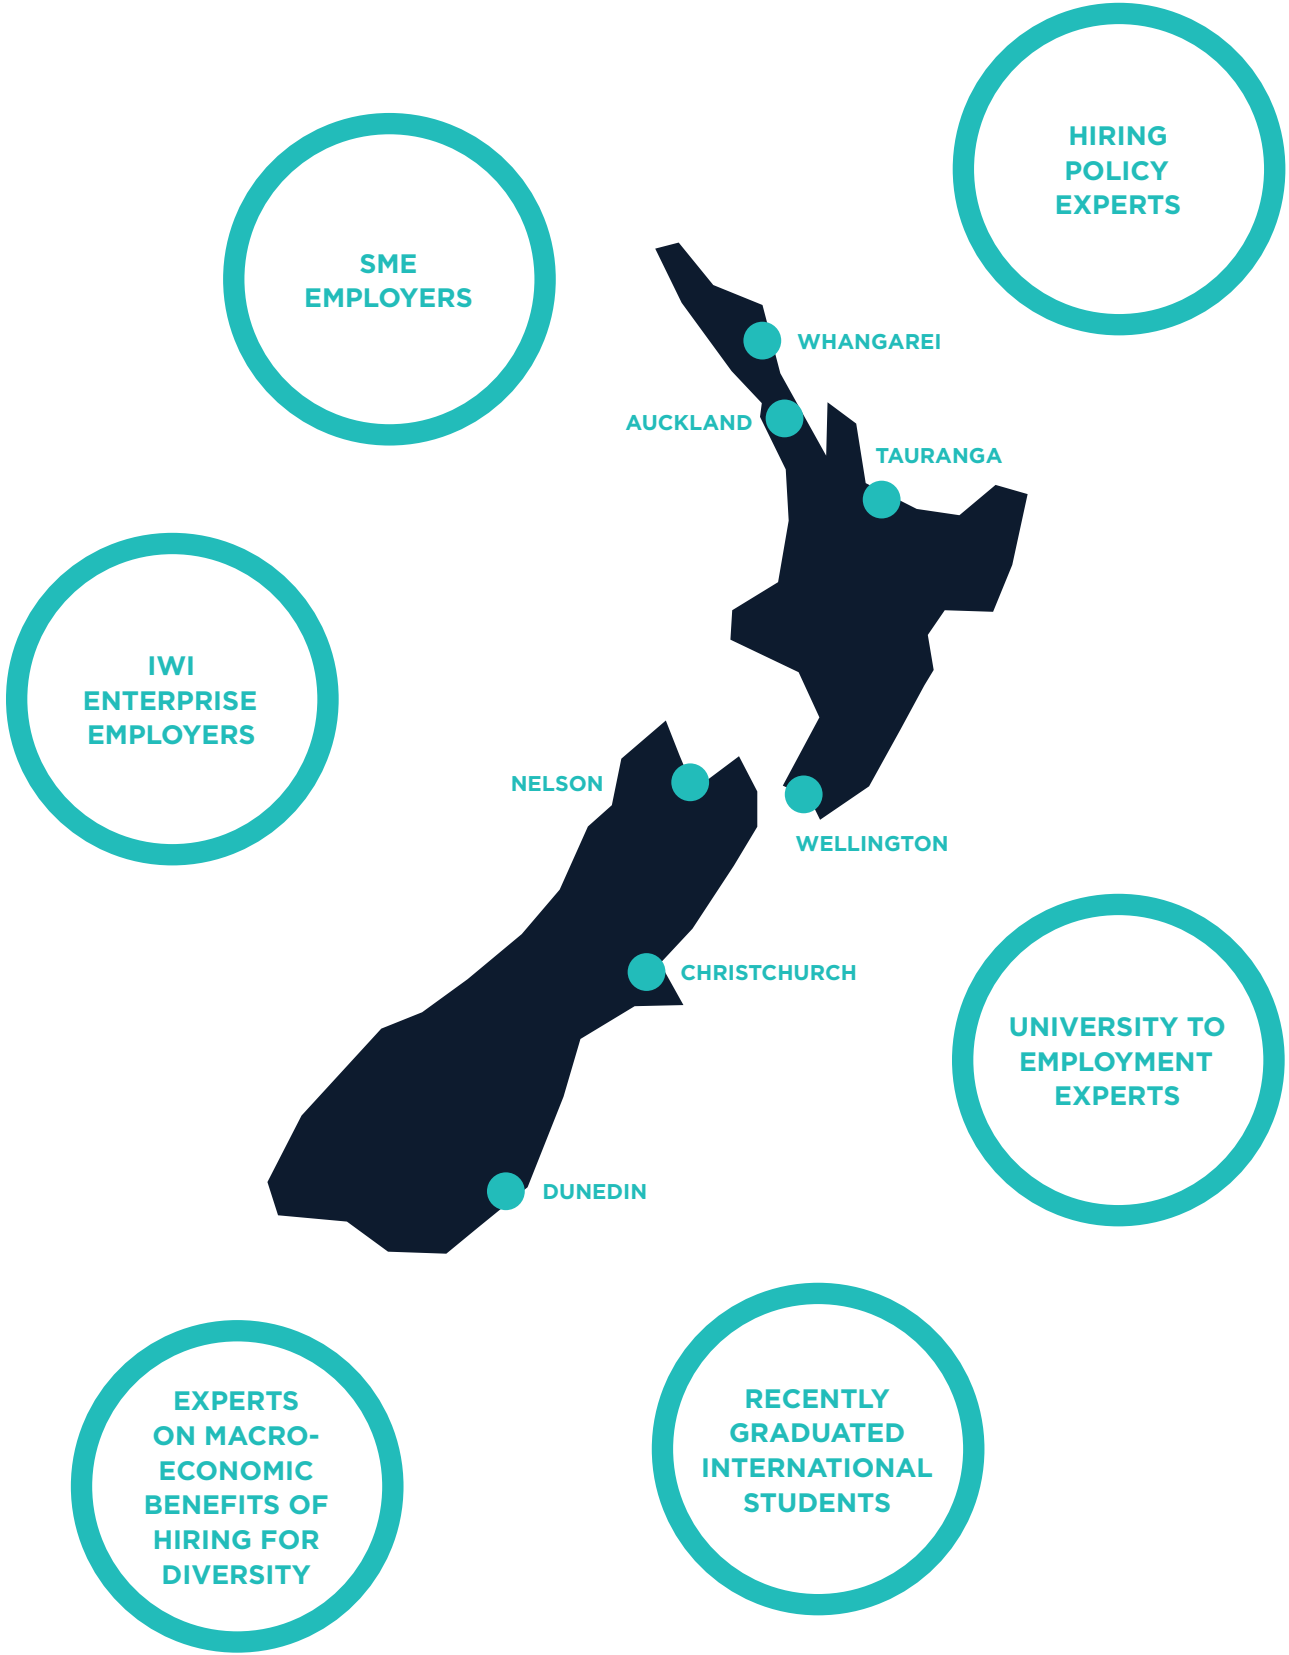 HIRING
POLICY
EXPERTS
SME
EMPLOYERS
WHANGAREI
AUCKLAND
TAURANGA
IWI
ENTERPRISE
EMPLOYERS
NELSON
WELLINGTON
CHRISTCHURCH
UNIVERSITY TO
EMPLOYMENT
EXPERTS
DUNEDIN
EXPERTS
ON MACRO-
ECONOMIC
BENEFITS OF
HIRING FOR
DIVERSITY
RECENTLY
GRADUATED
INTERNATIONAL
STUDENTS